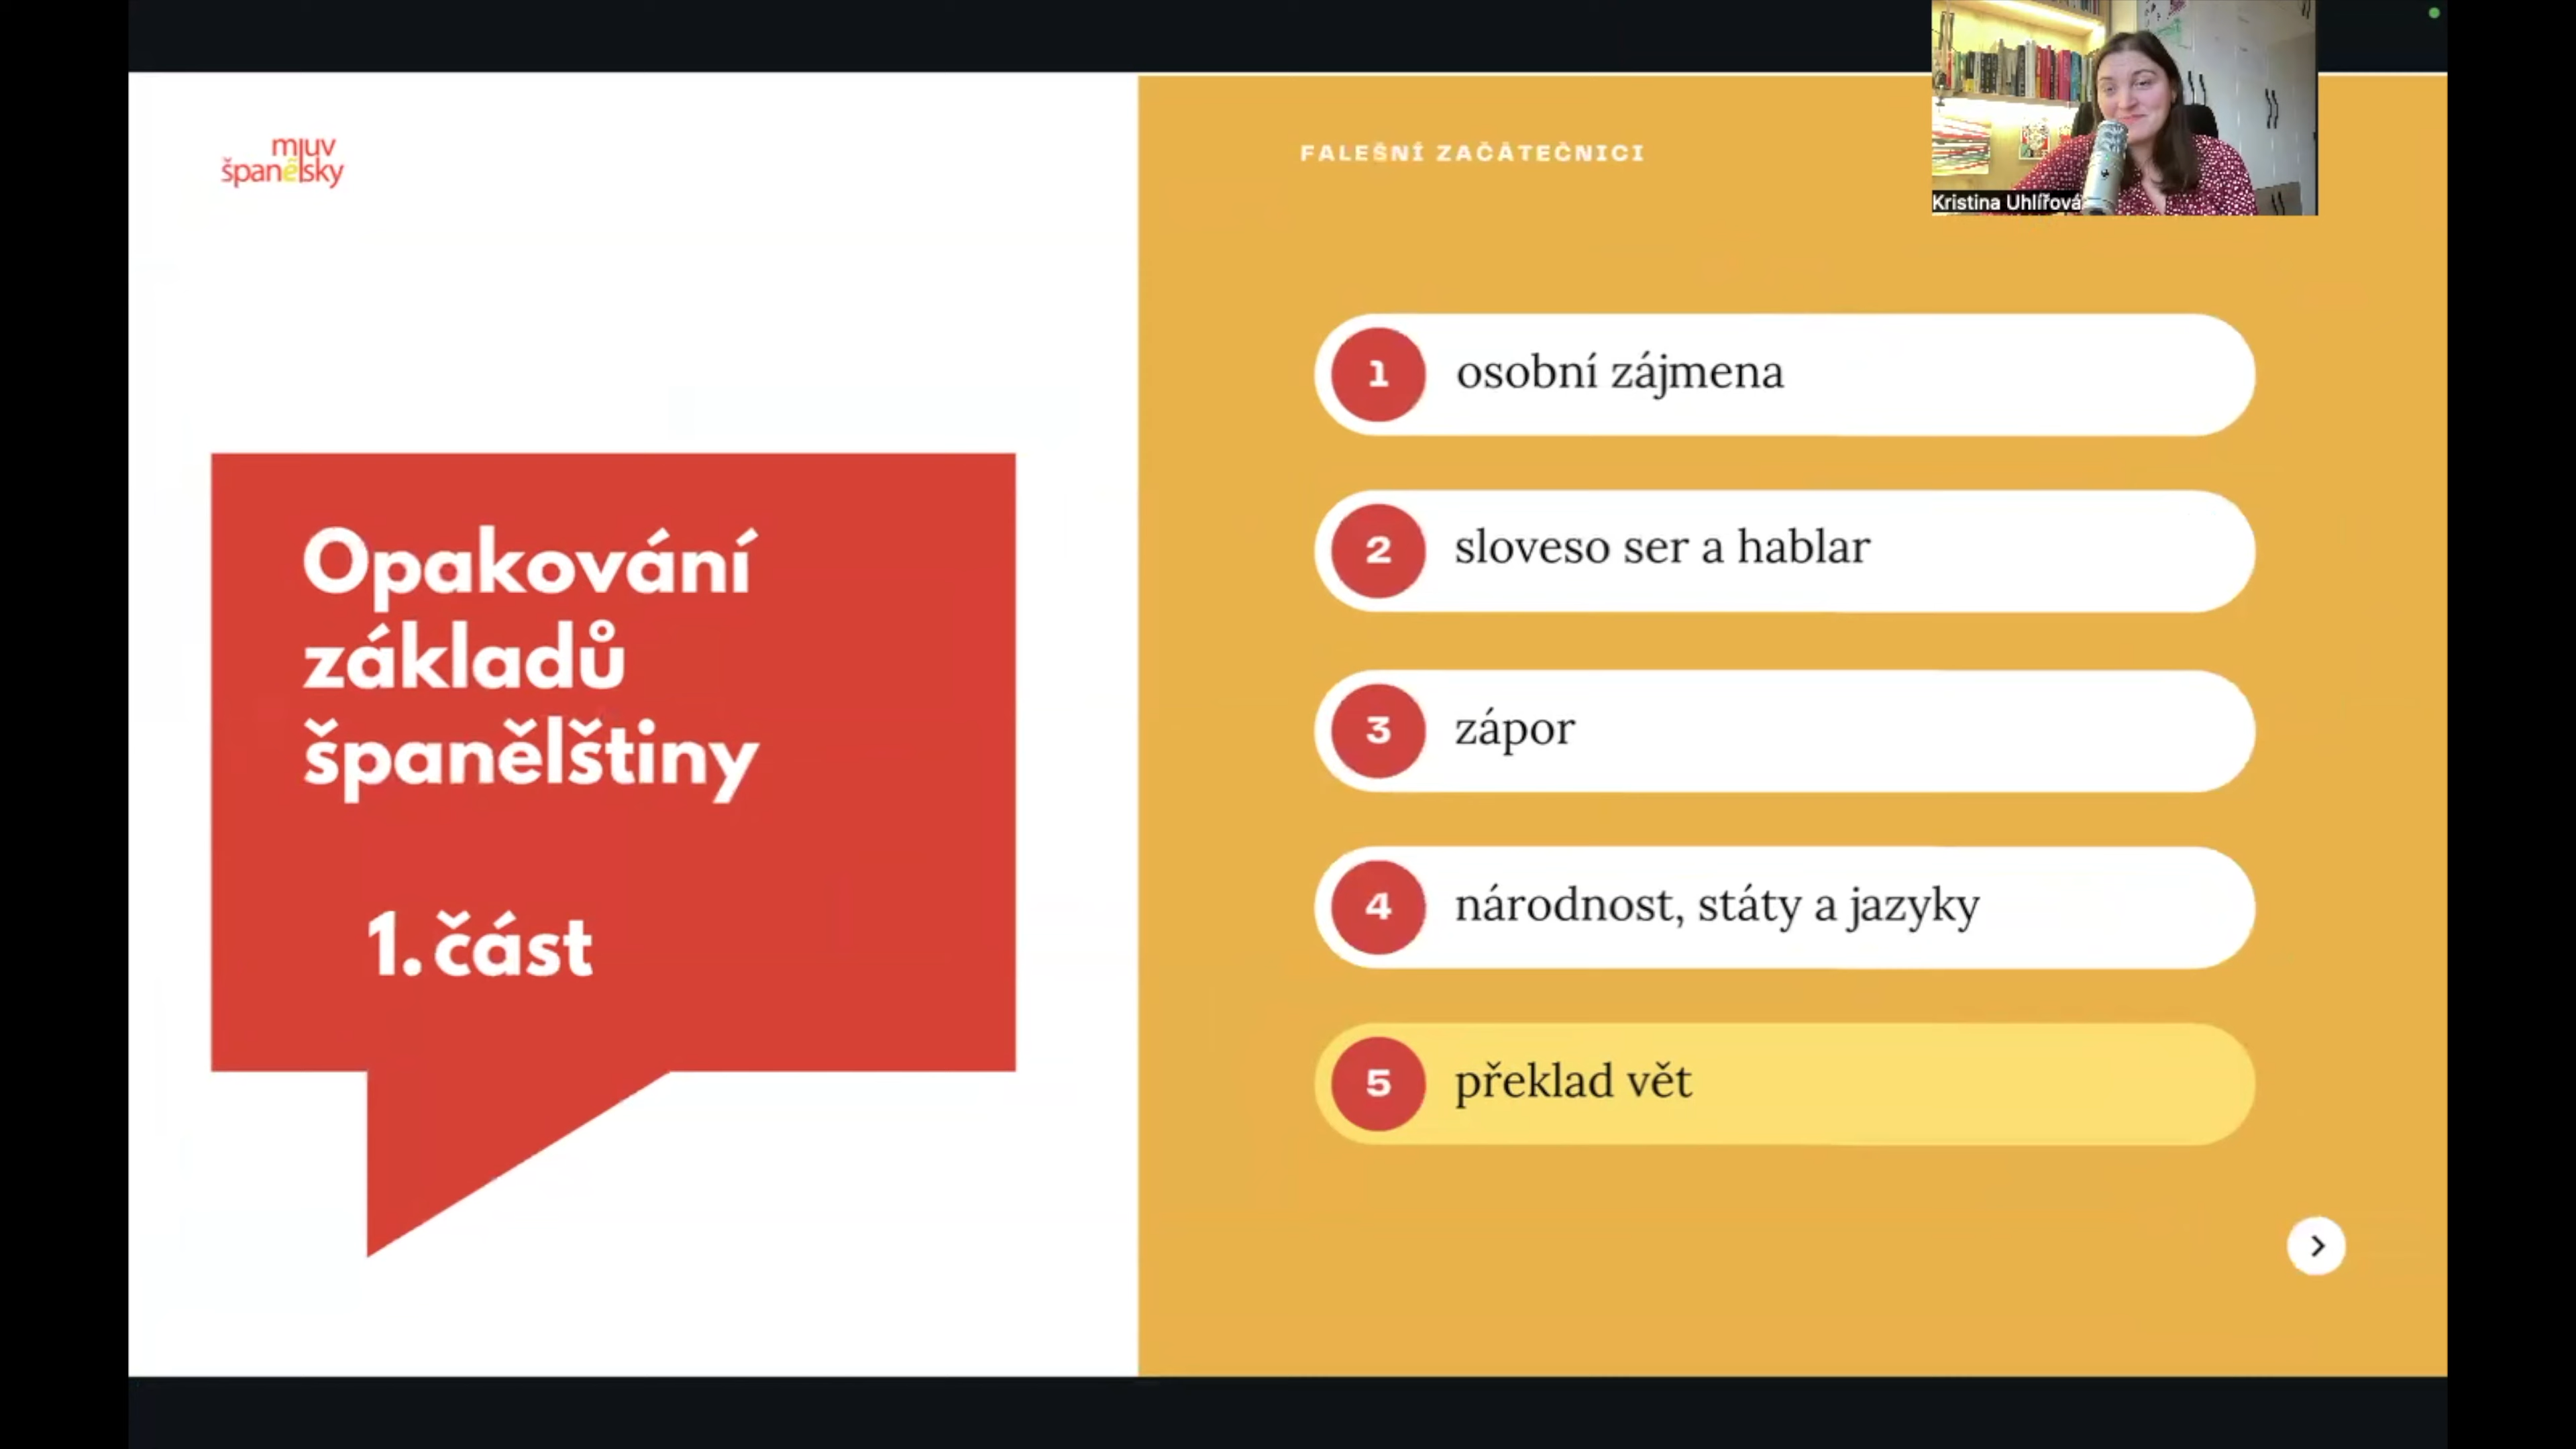 mluv
španělsky
Opakování
základů
španělštiny
1. část
FALEŠNÍ ZAČÁTEČNICI
1 osobní zájmena
2 sloveso ser a hablar
3 zápor
4 národnost, státy a jazyky
5 překlad vět
Kristina Uhlířová